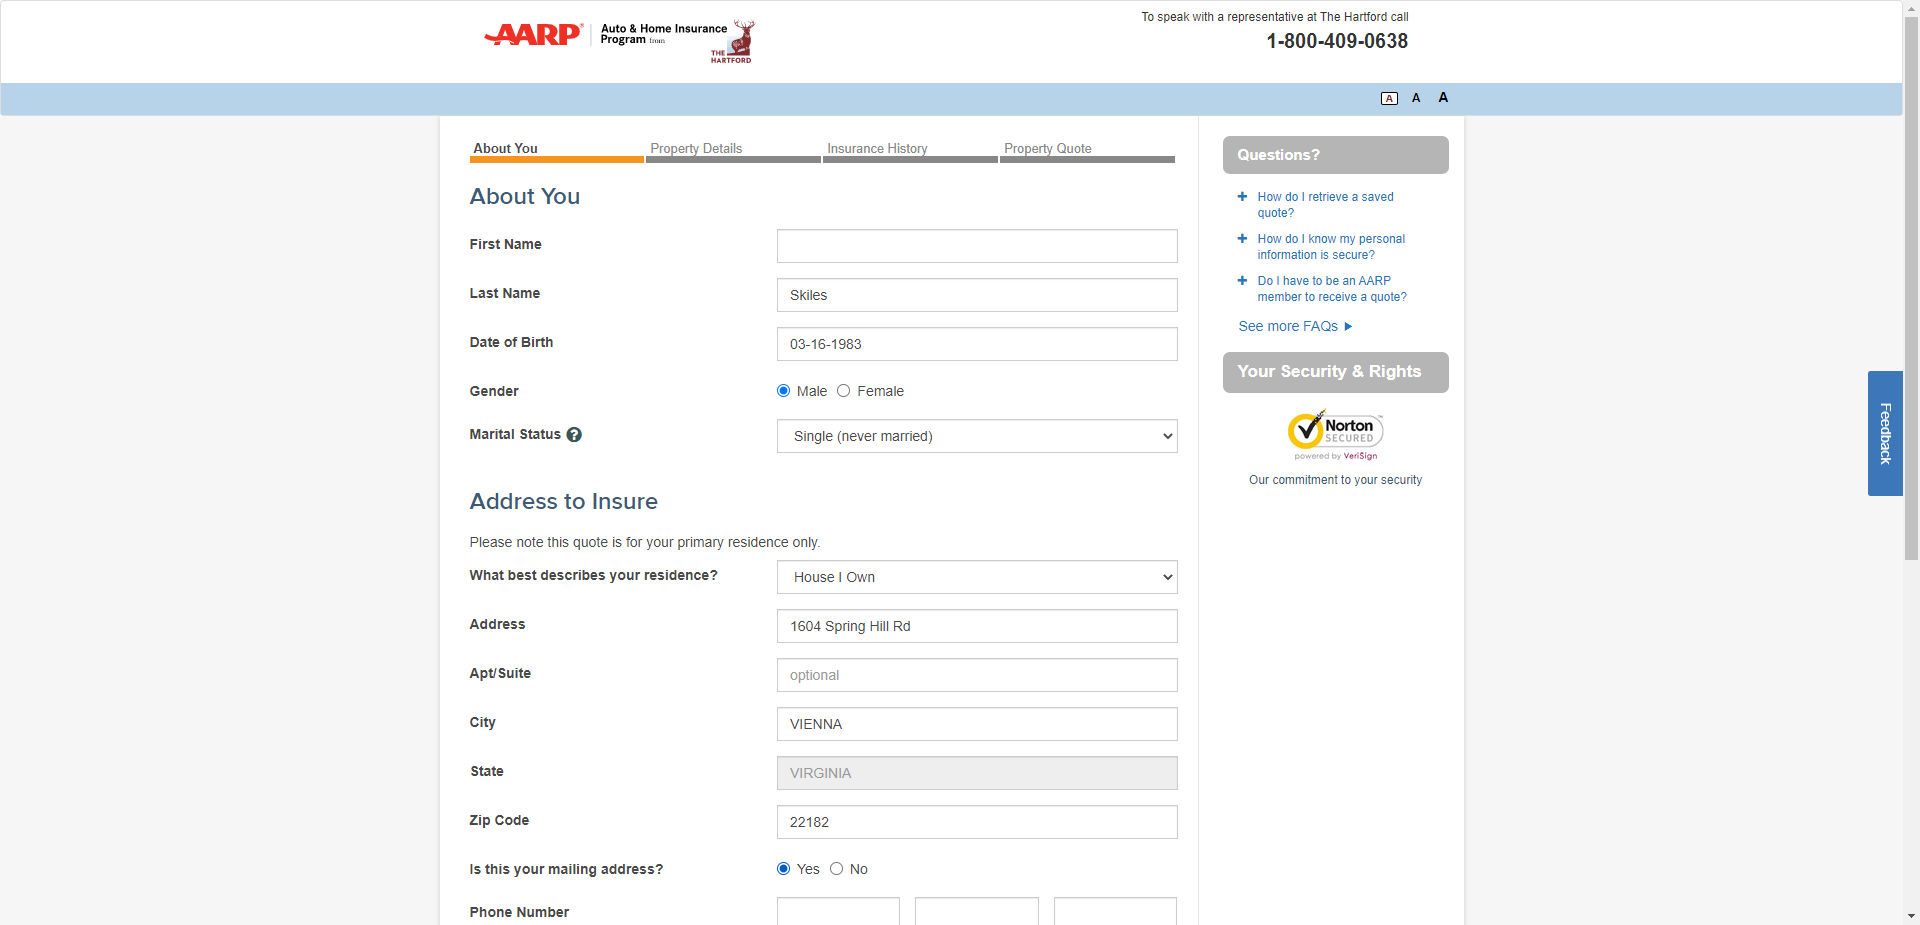 AARP® Auto & Home Insurance Program from
THE HARTFORD
To speak with a representative at The Hartford call
1-800-409-0638
A A A
About You Property Details Insurance History Property Quote
About You
First Name
Last Name Skiles
Date of Birth 03-16-1983
Gender Male Female
Marital Status ? Single (never married)
Address to Insure
Please note this quote is for your primary residence only.
What best describes your residence? House I Own
Address 1604 Spring Hill Rd
Apt/Suite optional
City VIENNA
State VIRGINIA
Zip Code 22182
Is this your mailing address? Yes No
Phone Number
Questions?
How do I retrieve a saved
quote?
How do I know my personal
information is secure?
Do I have to be an AARP
member to receive a quote?
See more FAQs
Your Security & Rights
Norton
SECURED
powered by VeriSign
Our commitment to your security
Feedback